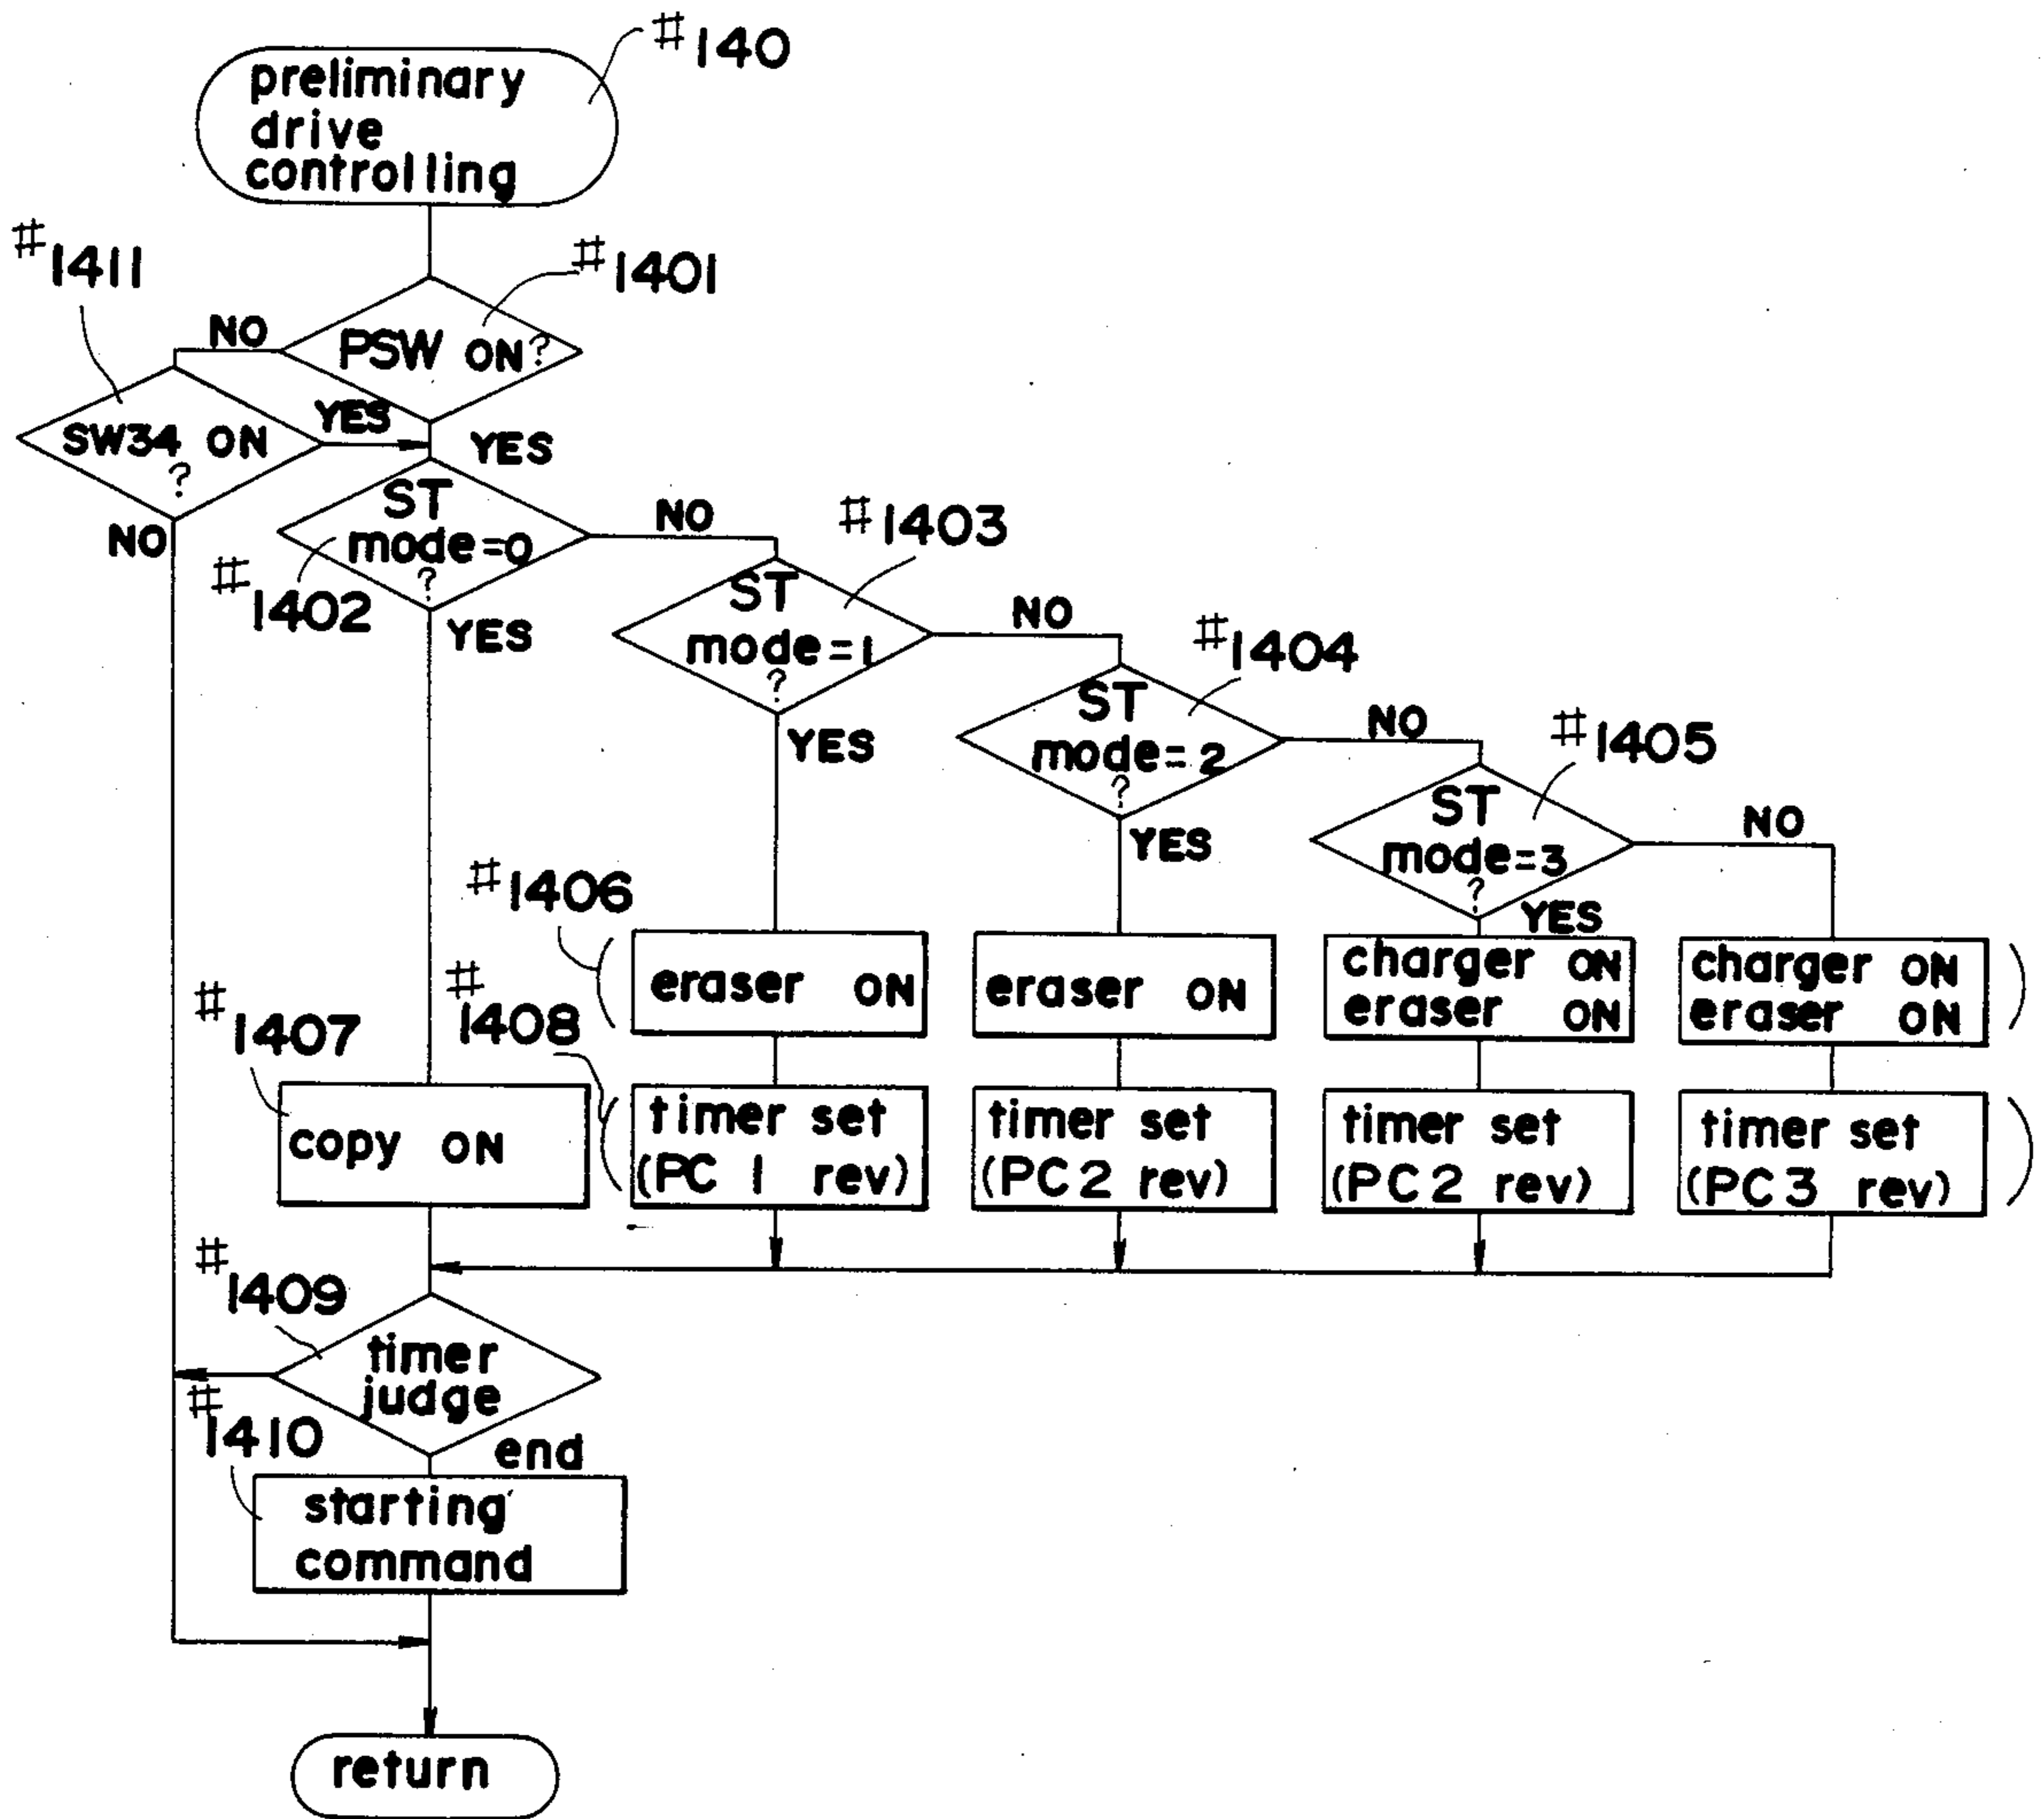 #140
preliminary
drive
controlling
#1411
#1401
NO
PSW ON?
YES
SW34 ON
?
YES
NO
ST
mode=0
?
#1402
NO
YES
#1403
ST
mode=1
?
NO
YES
#1404
ST
mode=2
?
NO
YES
#1405
ST
mode=3
?
NO
YES
#1406
eraser ON
eraser ON
charger ON
eraser ON
charger ON
eraser ON
#1407
copy ON
#1408
timer set
(PC 1 rev)
timer set
(PC2 rev)
timer set
(PC2 rev)
timer set
(PC3 rev)
#1409
timer
judge
end
#1410
starting
command
return